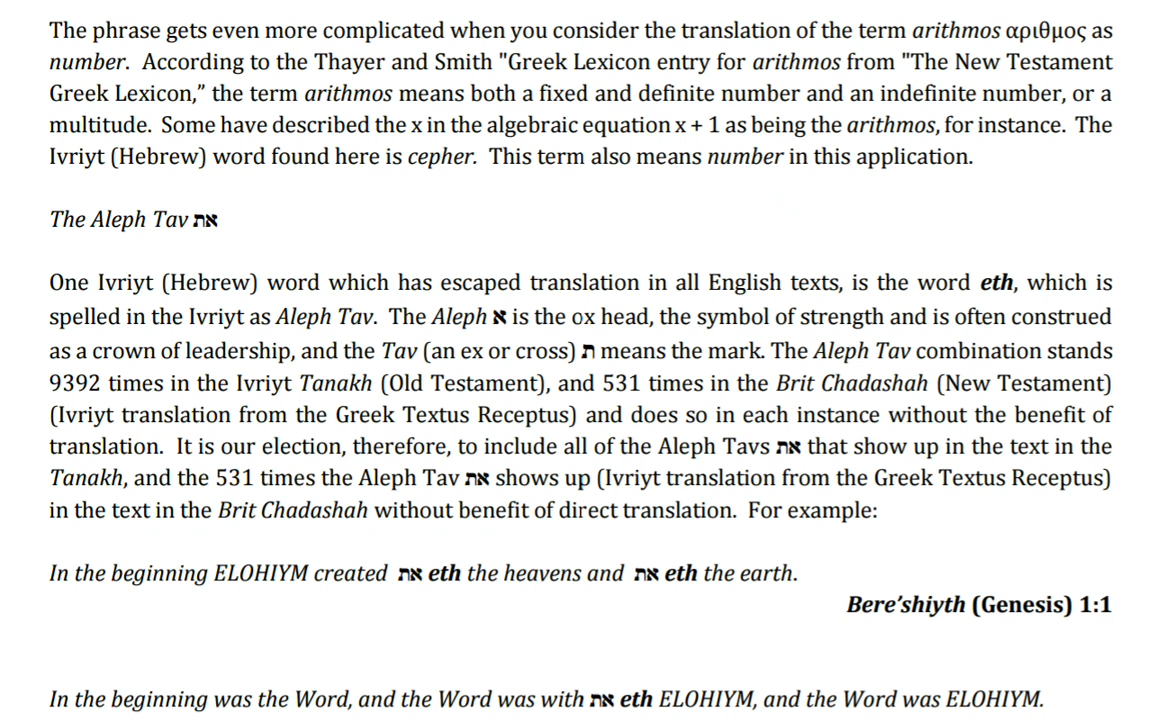 The phrase gets even more complicated when you consider the translation of the term arithmos αριθμος as
number. According to the Thayer and Smith "Greek Lexicon entry for arithmos from "The New Testament
Greek Lexicon,” the term arithmos means both a fixed and definite number and an indefinite number, or a
multitude. Some have described the x in the algebraic equation x + 1 as being the arithmos, for instance. The
Ivriyt (Hebrew) word found here is cepher. This term also means number in this application.
The Aleph Tav את
One Ivriyt (Hebrew) word which has escaped translation in all English texts, is the word eth, which is
spelled in the Ivriyt as Aleph Tav. The Aleph א is the ox head, the symbol of strength and is often construed
as a crown of leadership, and the Tav (an ex or cross) ת means the mark. The Aleph Tav combination stands
9392 times in the Ivriyt Tanakh (Old Testament), and 531 times in the Brit Chadashah (New Testament)
(Ivriyt translation from the Greek Textus Receptus) and does so in each instance without the benefit of
translation. It is our election, therefore, to include all of the Aleph Tavs את that show up in the text in the
Tanakh, and the 531 times the Aleph Tav את shows up (Ivriyt translation from the Greek Textus Receptus)
in the text in the Brit Chadashah without benefit of direct translation. For example:
In the beginning ELOHIYM created את eth the heavens and את eth the earth.
Bere’shiyth (Genesis) 1:1
In the beginning was the Word, and the Word was with את eth ELOHIYM, and the Word was ELOHIYM.